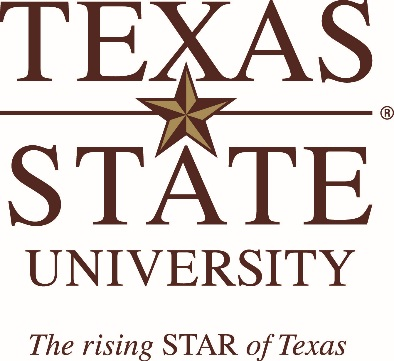 TEXAS
®
STATE
UNIVERSITY
The rising STAR of Texas